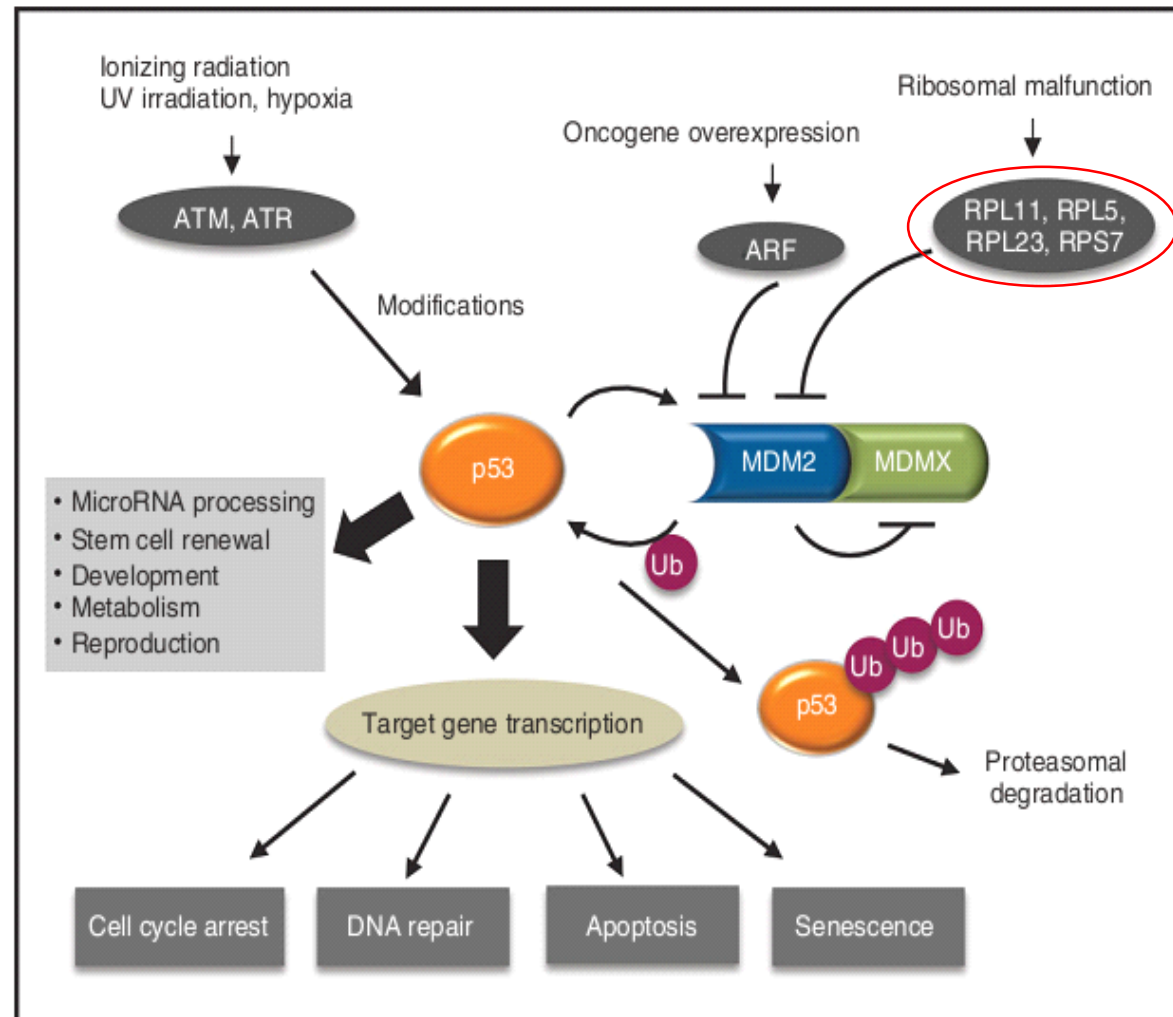 Ionizing radiation
UV irradiation, hypoxia
Ribosomal malfunction
Oncogene overexpression
ATM, ATR
RPL11, RPL5,
RPL23, RPS7
ARF
Modifications
p53
MDM2
MDMX
• MicroRNA processing
• Stem cell renewal
• Development
• Metabolism
• Reproduction
Ub
Ub
Ub
Ub
p53
Target gene transcription
Proteasomal
degradation
Cell cycle arrest
DNA repair
Apoptosis
Senescence